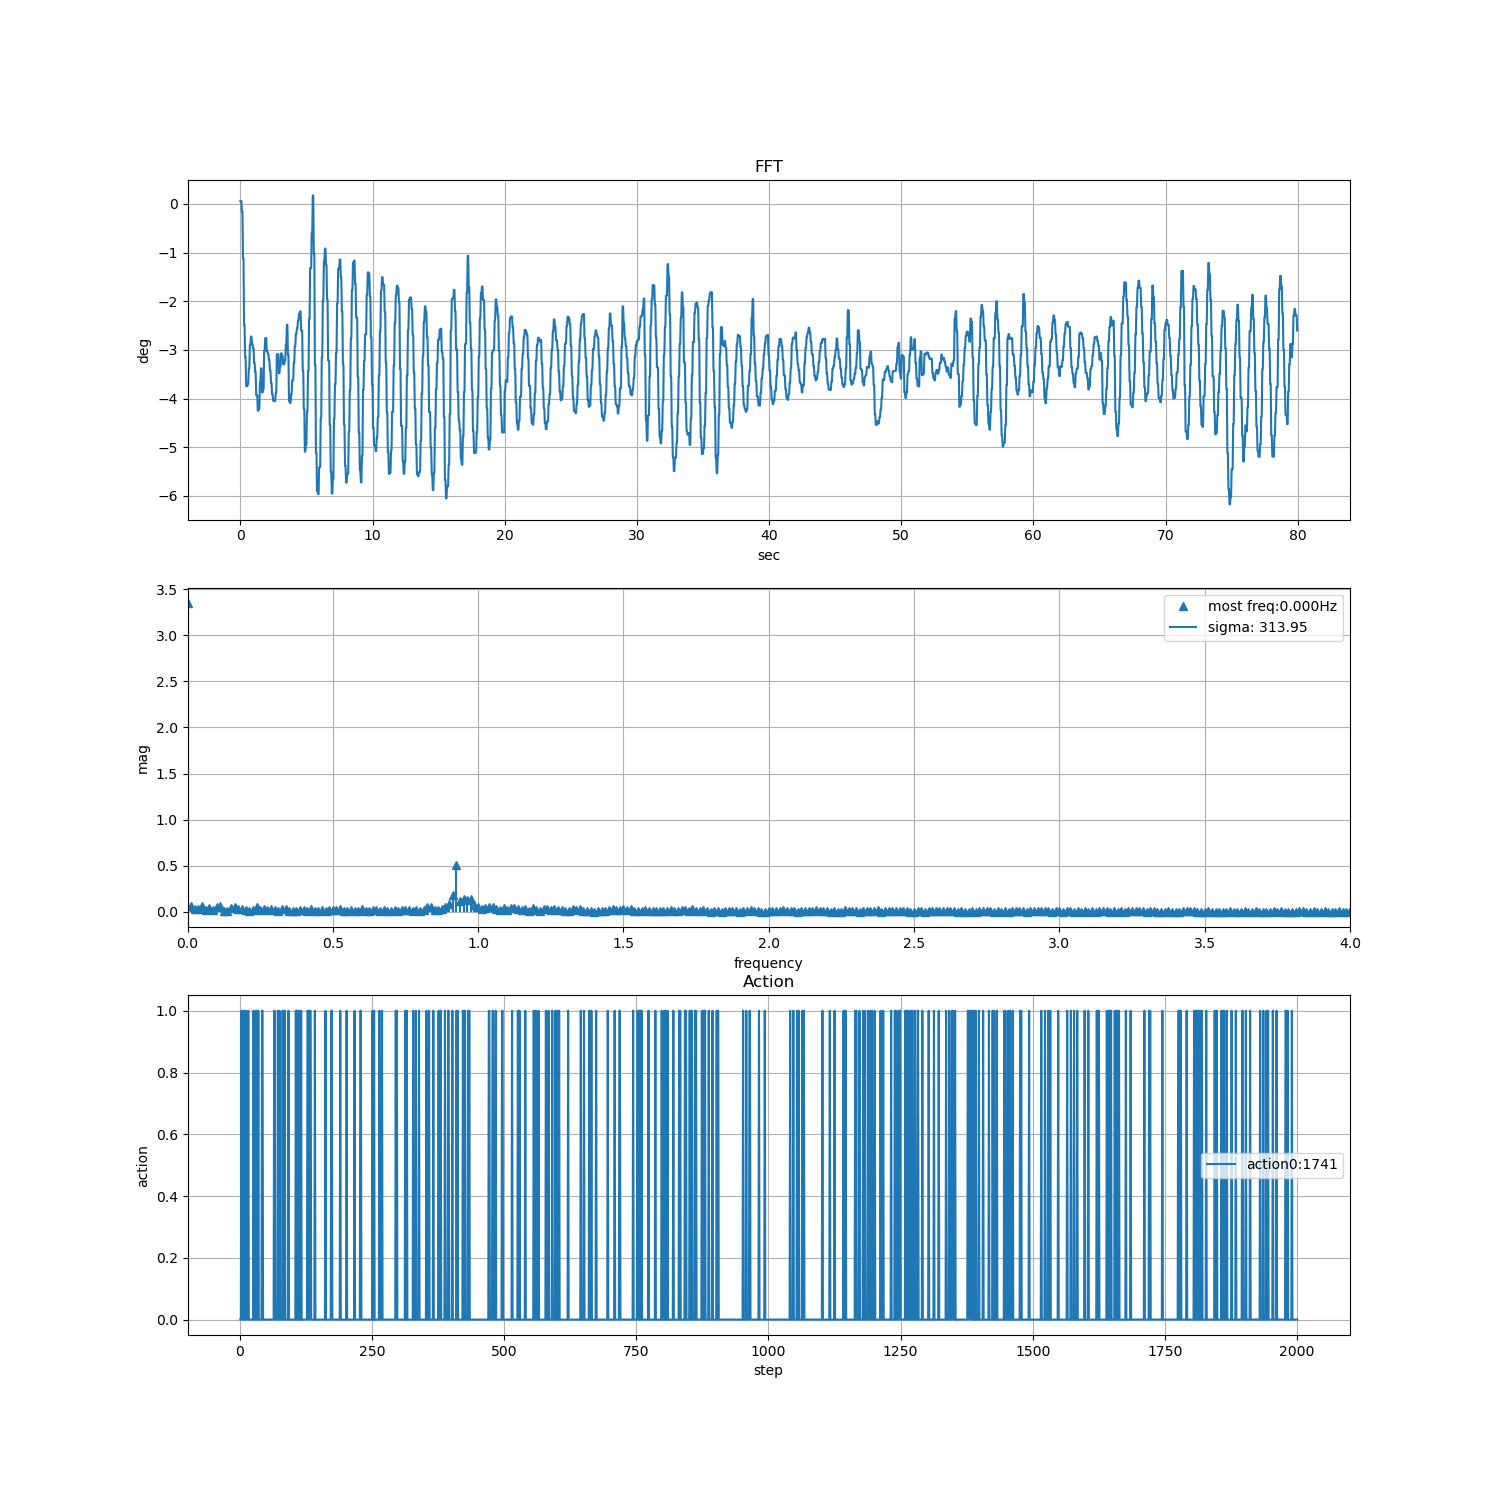 FFT
0
−1
−2
−3
−4
−5
−6
deg
0 10 20 30 40 50 60 70 80
sec
3.5
3.0
2.5
2.0
1.5
1.0
0.5
0.0
mag
most freq:0.000Hz
sigma: 313.95
0.0 0.5 1.0 1.5 2.0 2.5 3.0 3.5 4.0
frequency
Action
1.0
0.8
0.6
0.4
0.2
0.0
action
action0:1741
0 250 500 750 1000 1250 1500 1750 2000
step